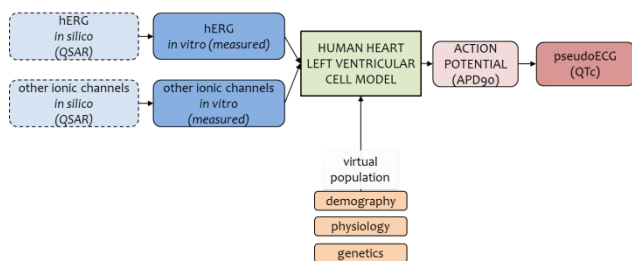 hERG
in silico
(QSAR)
hERG
in vitro (measured)
other ionic channels
in silico
(QSAR)
other ionic channels
in vitro
(measured)
HUMAN HEART
LEFT VENTRICULAR
CELL MODEL
ACTION
POTENTIAL
(APD90)
pseudoECG
(QTc)
virtual
population
demography
physiology
genetics